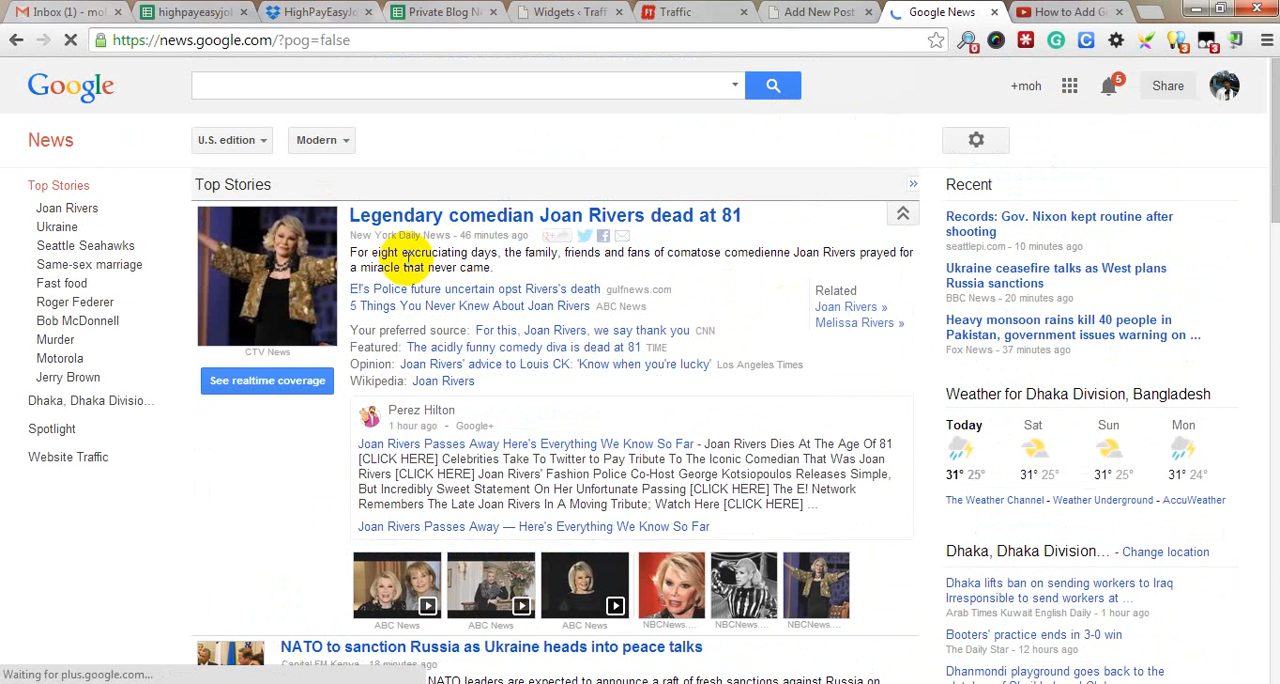 Inbox (1) - mol
highpayeasyjob
HighPayEasyJo
Private Blog N
Widgets ‹ Traff
Traffic
Add New Post
Google News
How to Add G
https://news.google.com/?pog=false
Google
+moh
5
Share
News
U.S. edition
Modern
Top Stories
Joan Rivers
Ukraine
Seattle Seahawks
Same-sex marriage
Fast food
Roger Federer
Bob McDonnell
Murder
Motorola
Jerry Brown
Dhaka, Dhaka Divisio...
Spotlight
Website Traffic
Top Stories
Legendary comedian Joan Rivers dead at 81
New York Daily News - 46 minutes ago
For eight excruciating days, the family, friends and fans of comatose comedienne Joan Rivers prayed for
a miracle that never came.
E!'s Police future uncertain opst Rivers's death gulfnews.com
5 Things You Never Knew About Joan Rivers ABC News
Related
Joan Rivers »
Melissa Rivers »
Your preferred source: For this, Joan Rivers, we say thank you CNN
Featured: The acidly funny comedy diva is dead at 81 TIME
Opinion: Joan Rivers' advice to Louis CK: 'Know when you're lucky' Los Angeles Times
Wikipedia: Joan Rivers
CTV News
See realtime coverage
Perez Hilton
1 hour ago - Google+
Joan Rivers Passes Away Here's Everything We Know So Far - Joan Rivers Dies At The Age Of 81
[CLICK HERE] Celebrities Take To Twitter to Pay Tribute To The Iconic Comedian That Was Joan
Rivers [CLICK HERE] Joan Rivers' Fashion Police Co-Host George Kotsiopoulos Releases Simple,
But Incredibly Sweet Statement On Her Unfortunate Passing [CLICK HERE] The E! Network
Remembers The Late Joan Rivers In A Moving Tribute; Watch Here [CLICK HERE] ...
Joan Rivers Passes Away — Here's Everything We Know So Far
ABC News
ABC News
ABC News
NBCNews....
NBCNews....
NBCNews....
NATO to sanction Russia as Ukraine heads into peace talks
Capital FM Kenya - 18 minutes ago
NATO leaders are expected to announce a raft of fresh sanctions against Russia on
Recent
Records: Gov. Nixon kept routine after
shooting
seattlepi.com - 10 minutes ago
Ukraine ceasefire talks as West plans
Russia sanctions
BBC News - 20 minutes ago
Heavy monsoon rains kill 40 people in
Pakistan, government issues warning on ...
Fox News - 37 minutes ago
Weather for Dhaka Division, Bangladesh
Today Sat Sun Mon
31° 25° 31° 25° 31° 25° 31° 24°
The Weather Channel - Weather Underground - AccuWeather
Dhaka, Dhaka Division... - Change location
Dhaka lifts ban on sending workers to Iraq
Irresponsible to send workers at ...
Arab Times Kuwait English Daily - 1 hour ago
Booters' practice ends in 3-0 win
The Daily Star - 12 hours ago
Dhanmondi playground goes back to the
Waiting for plus.google.com...